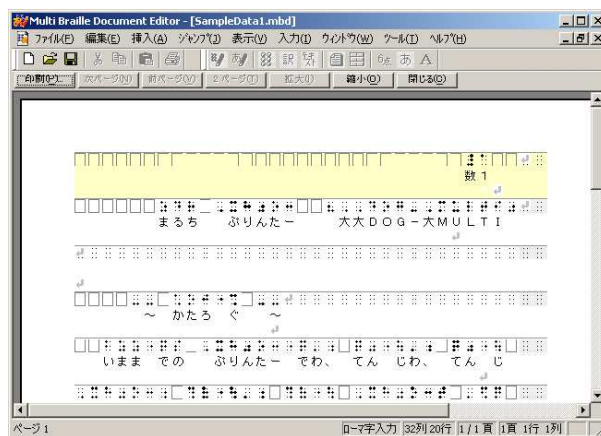 Multi Braille Document Editor - [SampleData1.mbd]
ファイル(F) 編集(E) 挿入(A) ジャンプ(J) 表示(V) 入力(I) ウィンドウ(W) ツール(T) ヘルプ(H)
訳 6点 あ A
印刷(P)... 次ページ(N) 前ページ(V) 2ページ(T) 拡大(I) 縮小(O) 閉じる(C)
数1
まるち ぷりんたー 大大DOG-大MULTI
～ かたろ ぐ ～
いまま での ぷりんたー でわ、 てん じわ、 てん じ
ページ 1 ローマ字入力 32列 20行 1/1 頁 1頁 1行 1列